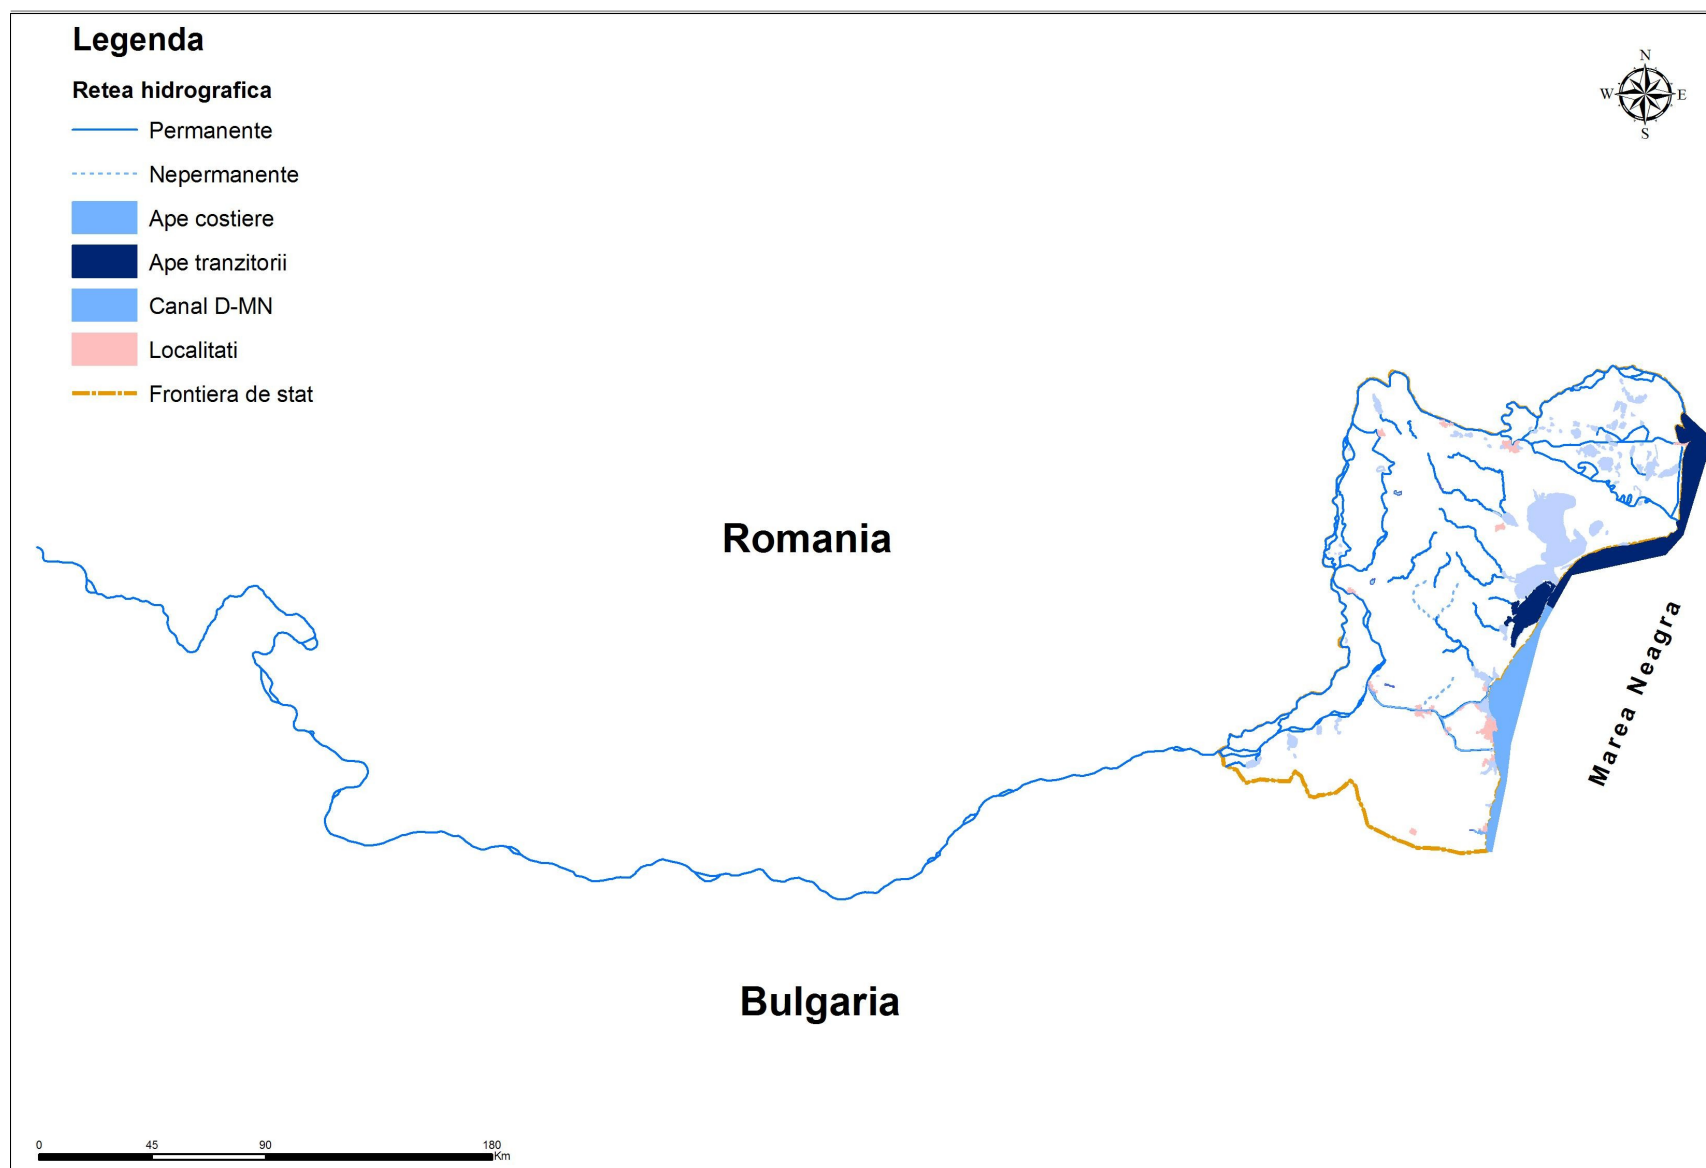 Legenda
Retea hidrografica
Permanente
Nepermanente
Ape costiere
Ape tranzitorii
Canal D-MN
Localitati
Frontiera de stat
N
W E
S
Romania
Marea Neagra
Bulgaria
0 45 90 180
Km